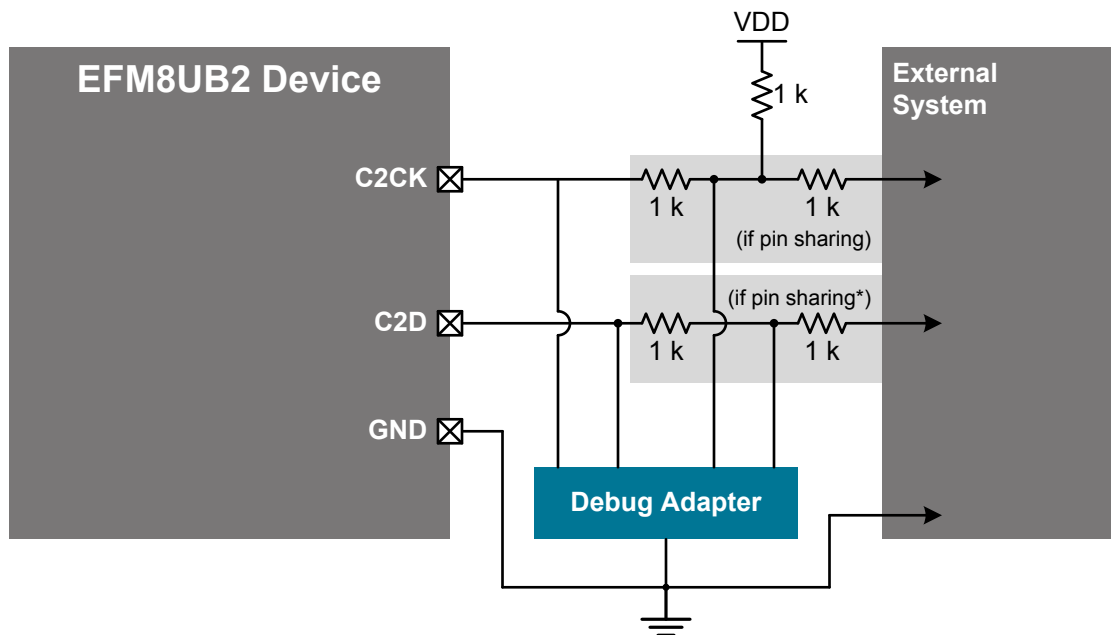 VDD
EFM8UB2 Device
External
System
1 k
C2CK
1 k
1 k
(if pin sharing)
(if pin sharing*)
C2D
1 k
1 k
GND
Debug Adapter